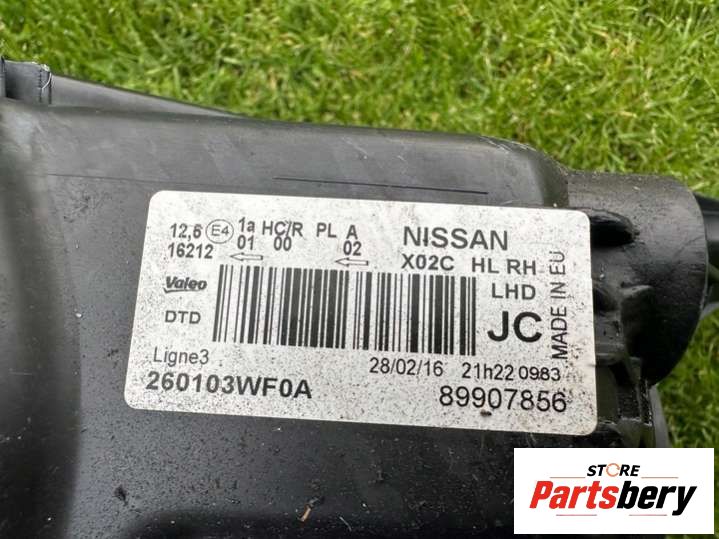 12,6 E4 1a HC/R PL A NISSAN
16212 01 00 02 X02C HL RH
Valeo LHD
DTD JC
MADE IN EU
Ligne3 28/02/16 21h22 0983
260103WF0A 89907856
STORE
Partsbery